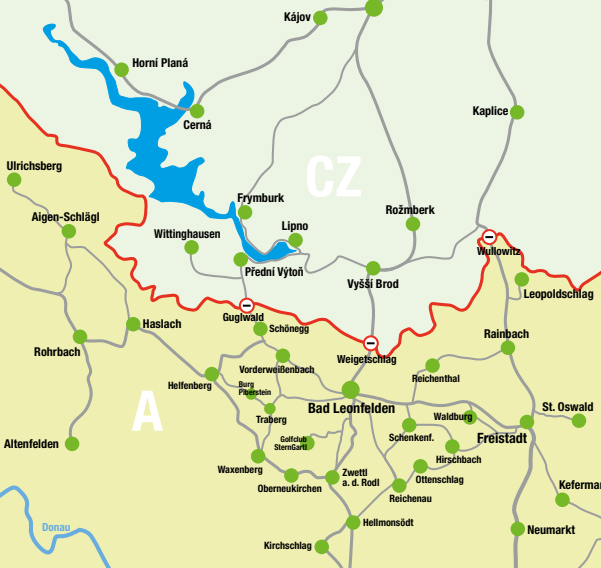 Kájov
Horní Planá
Cerná
Kaplice
CZ
Ulrichsberg
Aigen-Schlägl
Frymburk
Rožmberk
Wittinghausen
Lipno
Wullowitz
Přední Výtoň
Vyšší Brod
Leopoldschlag
Guglwald
Haslach
Schönegg
Rainbach
Rohrbach
Weigetschlag
Vorderweißenbach
Reichenthal
Helfenberg
Burg
Piberstein
A
Bad Leonfelden
St. Oswald
Traberg
Waldburg
Altenfelden
Golfclub
SternGartl
Schenkenf.
Freistadt
Hirschbach
Waxenberg
Zwettl
a. d. Rodl
Ottenschlag
Oberneukirchen
Reichenau
Keferma
Donau
Hellmonsödt
Neumarkt
Kirchschlag